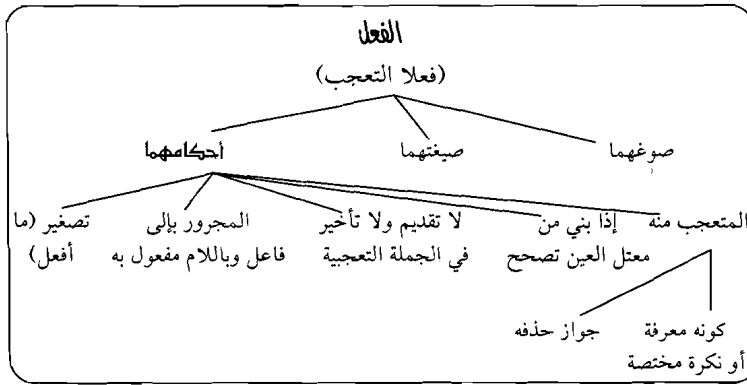 الفعل
(فعلا التعجب)
صوغهما صيغتهما أحكامهما
المتعجب منه إذا بني من لا تقديم ولا تأخير المجرور بإلى تصغير (ما
معتل العين تصحح في الجملة التعجبية فاعل وباللام مفعول به أفعل)
كونه معرفة جواز حذفه
أو نكرة مختصة